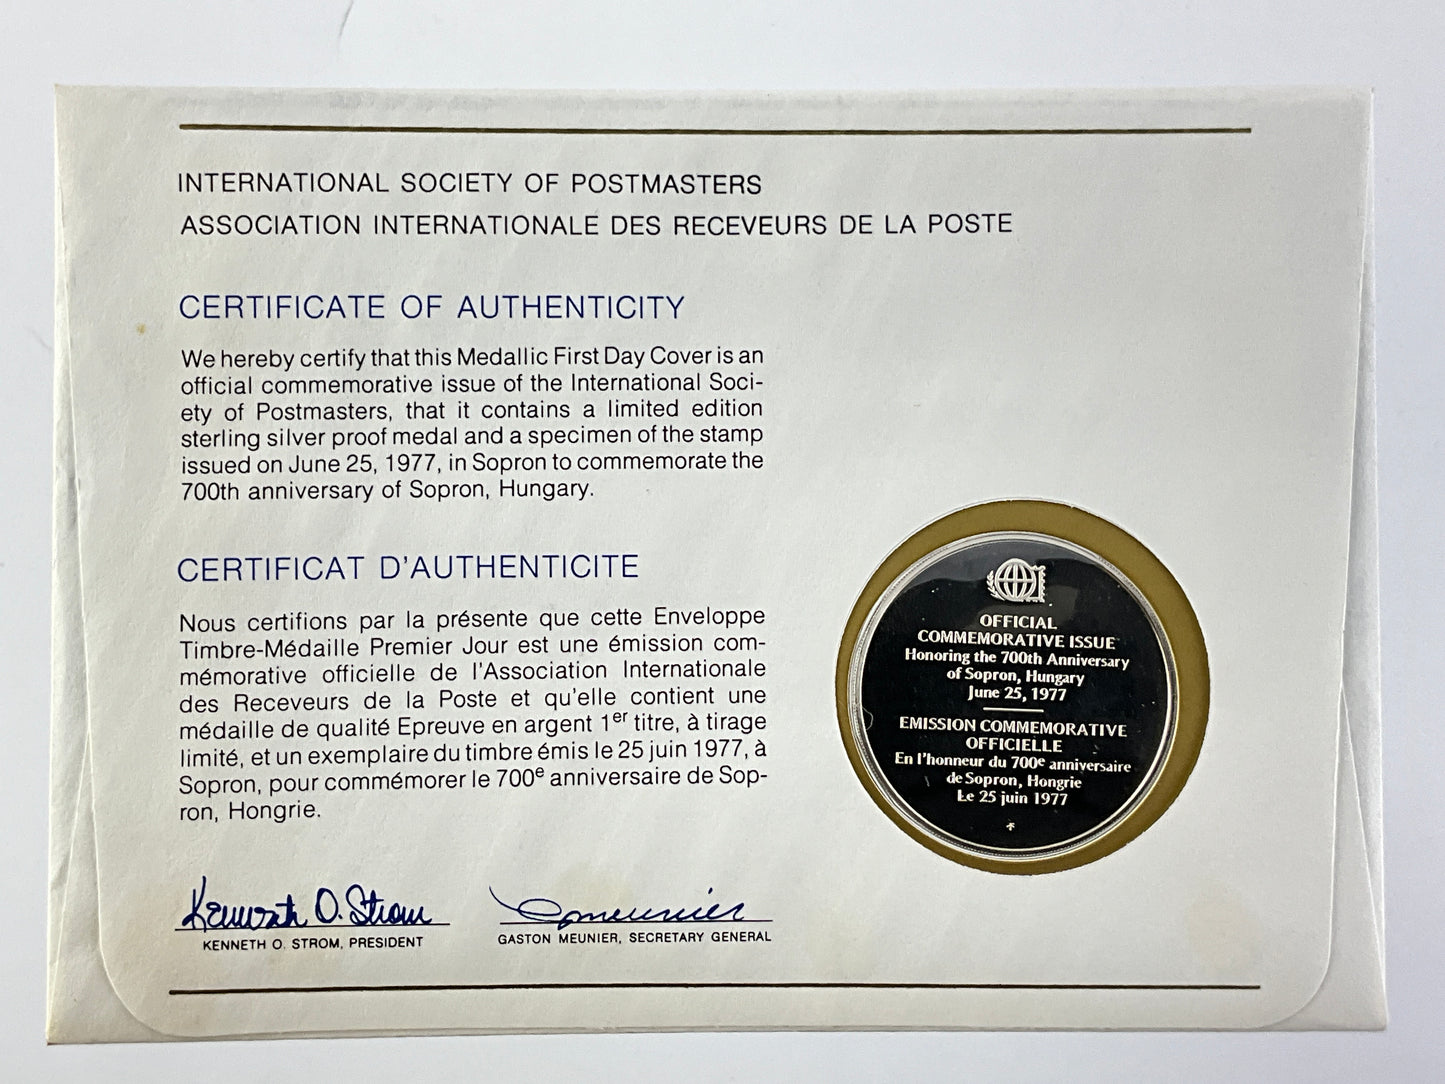 INTERNATIONAL SOCIETY OF POSTMASTERS
ASSOCIATION INTERNATIONALE DES RECEVEURS DE LA POSTE
CERTIFICATE OF AUTHENTICITY
We hereby certify that this Medallic First Day Cover is an
official commemorative issue of the International Soci-
ety of Postmasters, that it contains a limited edition
sterling silver proof medal and a specimen of the stamp
issued on June 25, 1977, in Sopron to commemorate the
700th anniversary of Sopron, Hungary.
CERTIFICAT D'AUTHENTICITE
Nous certifions par la présente que cette Enveloppe
Timbre-Médaille Premier Jour est une émission com-
mémorative officielle de l'Association Internationale
des Receveurs de la Poste et qu'elle contient une
médaille de qualité Epreuve en argent 1er titre, à tirage
limité, et un exemplaire du timbre émis le 25 juin 1977, à
Sopron, pour commémorer le 700e anniversaire de Sop-
ron, Hongrie.
Kenneth O. Strom
KENNETH O. STROM, PRESIDENT
GMeunier
GASTON MEUNIER, SECRETARY GENERAL
OFFICIAL
COMMEMORATIVE ISSUE
Honoring the 700th Anniversary
of Sopron, Hungary
June 25, 1977
EMISSION COMMEMORATIVE
OFFICIELLE
En l'honneur du 700e anniversaire
de Sopron, Hongrie
Le 25 juin 1977